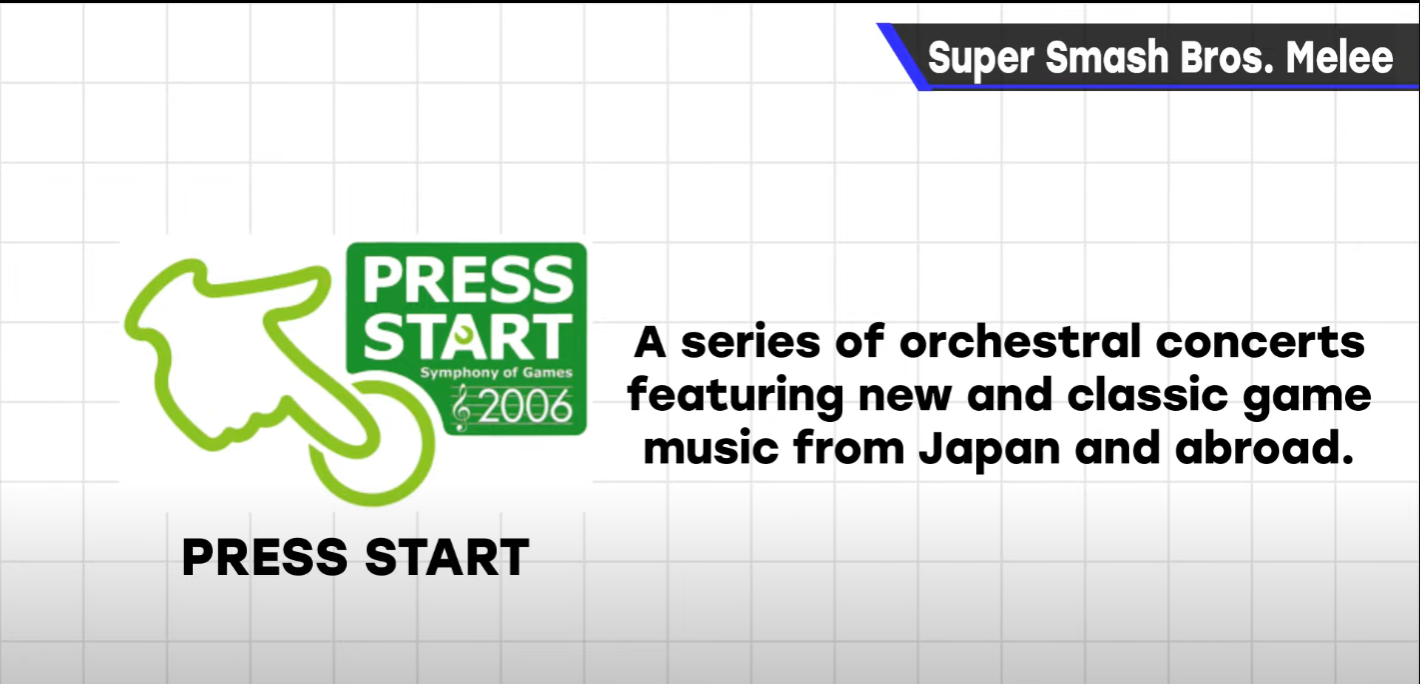 Super Smash Bros. Melee
PRESS
START
Symphony of Games
2006
A series of orchestral concerts
featuring new and classic game
music from Japan and abroad.
PRESS START